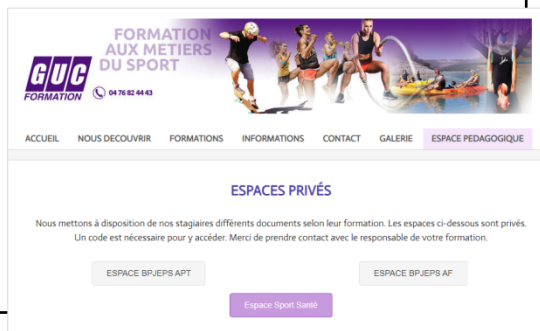 FORMATION
AUX METIERS
DU SPORT
GUC
FORMATION
04 76 82 44 43
ACCUEIL NOUS DECOUVRIR FORMATIONS INFORMATIONS CONTACT GALERIE ESPACE PEDAGOGIQUE
ESPACES PRIVÉS
Nous mettons à disposition de nos stagiaires différents documents selon leur formation. Les espaces ci-dessous sont privés.
Un code est nécessaire pour y accéder. Merci de prendre contact avec le responsable de votre formation.
ESPACE BPJEPS APT ESPACE BPJEPS AF
Espace Sport Santé